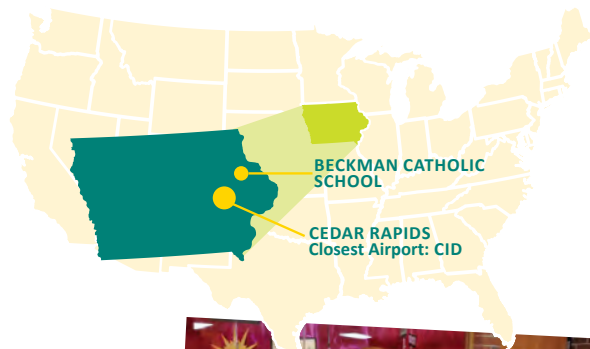 BECKMAN CATHOLIC
SCHOOL
CEDAR RAPIDS
Closest Airport: CID